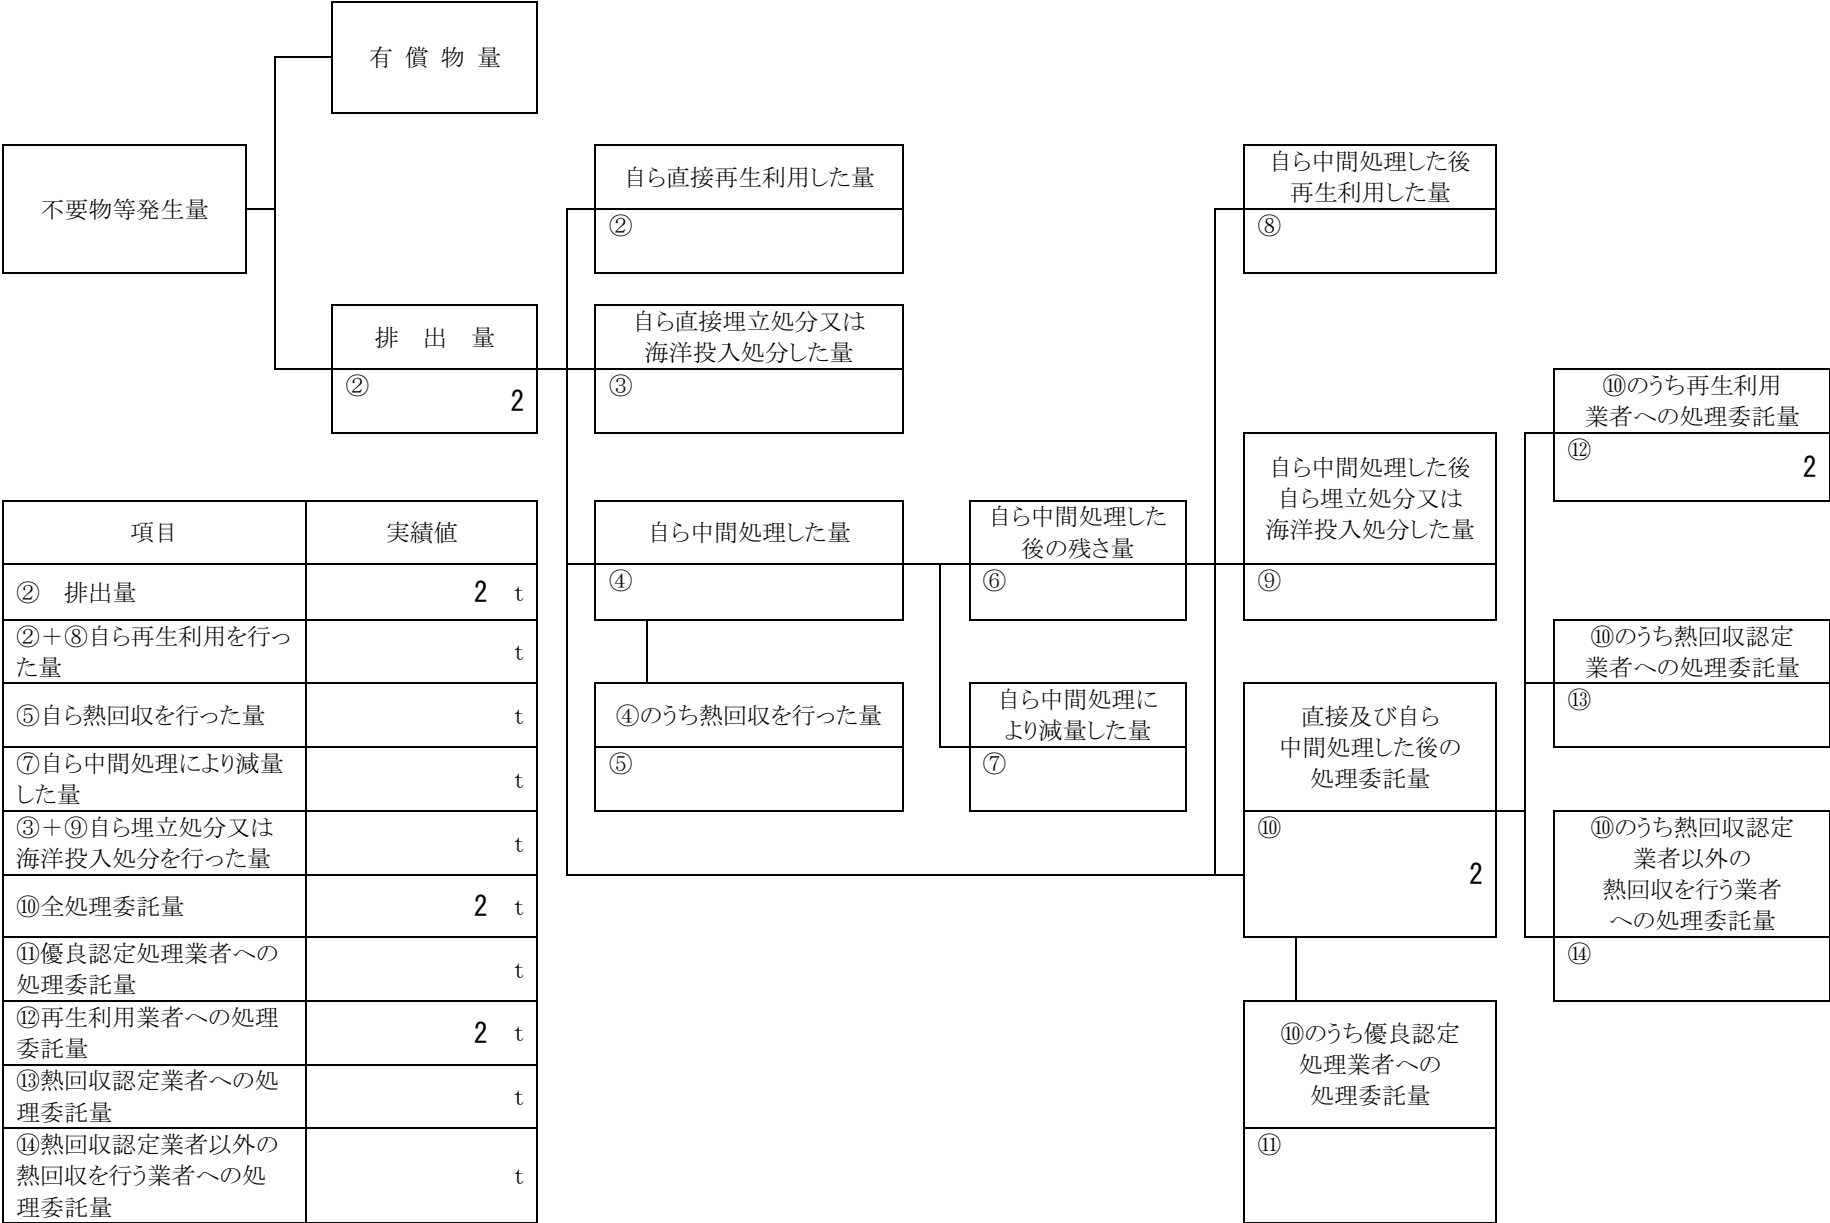 有 償 物 量
不要物等発生量
自ら直接再生利用した量
②
自ら中間処理した後
再生利用した量
⑧
排 出 量
②
2
自ら直接埋立処分又は
海洋投入処分した量
③
⑩のうち再生利用
業者への処理委託量
⑫
2
自ら中間処理した後
自ら埋立処分又は
海洋投入処分した量
⑨
自ら中間処理した量
④
自ら中間処理した
後の残さ量
⑥
⑩のうち熱回収認定
業者への処理委託量
⑬
④のうち熱回収を行った量
⑤
自ら中間処理に
より減量した量
⑦
直接及び自ら
中間処理した後の
処理委託量
⑩
2
⑩のうち熱回収認定
業者以外の
熱回収を行う業者
への処理委託量
⑭
⑩のうち優良認定
処理業者への
処理委託量
⑪
項目 実績値
② 排出量 2 t
②+⑧自ら再生利用を行っ
た量
t
⑤自ら熱回収を行った量 t
⑦自ら中間処理により減量
した量
t
③+⑨自ら埋立処分又は
海洋投入処分を行った量
t
⑩全処理委託量 2 t
⑪優良認定処理業者への
処理委託量
t
⑫再生利用業者への処理
委託量
2 t
⑬熱回収認定業者への処
理委託量
t
⑭熱回収認定業者以外の
熱回収を行う業者への処
理委託量
t